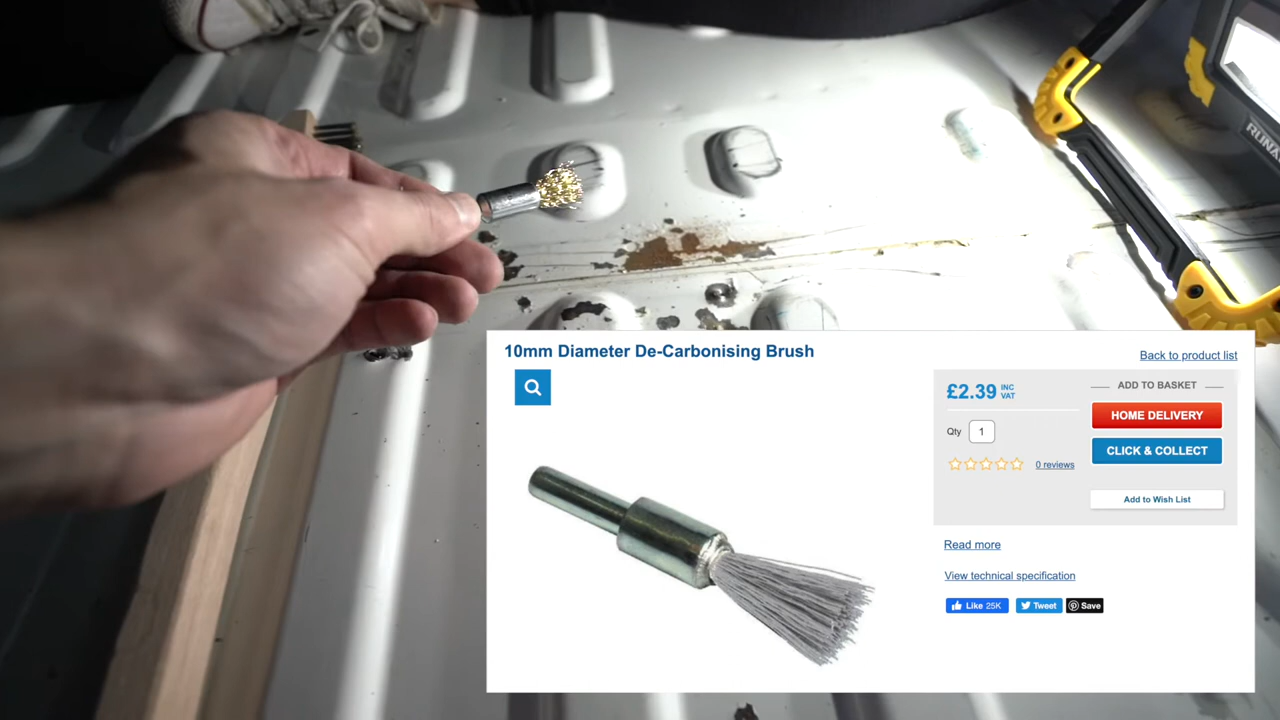 10mm Diameter De-Carbonising Brush
Back to product list
£2.39 INC VAT
ADD TO BASKET
HOME DELIVERY
Qty 1
CLICK & COLLECT
0 reviews
Add to Wish List
Read more
View technical specification
Like 25K
Tweet
Save